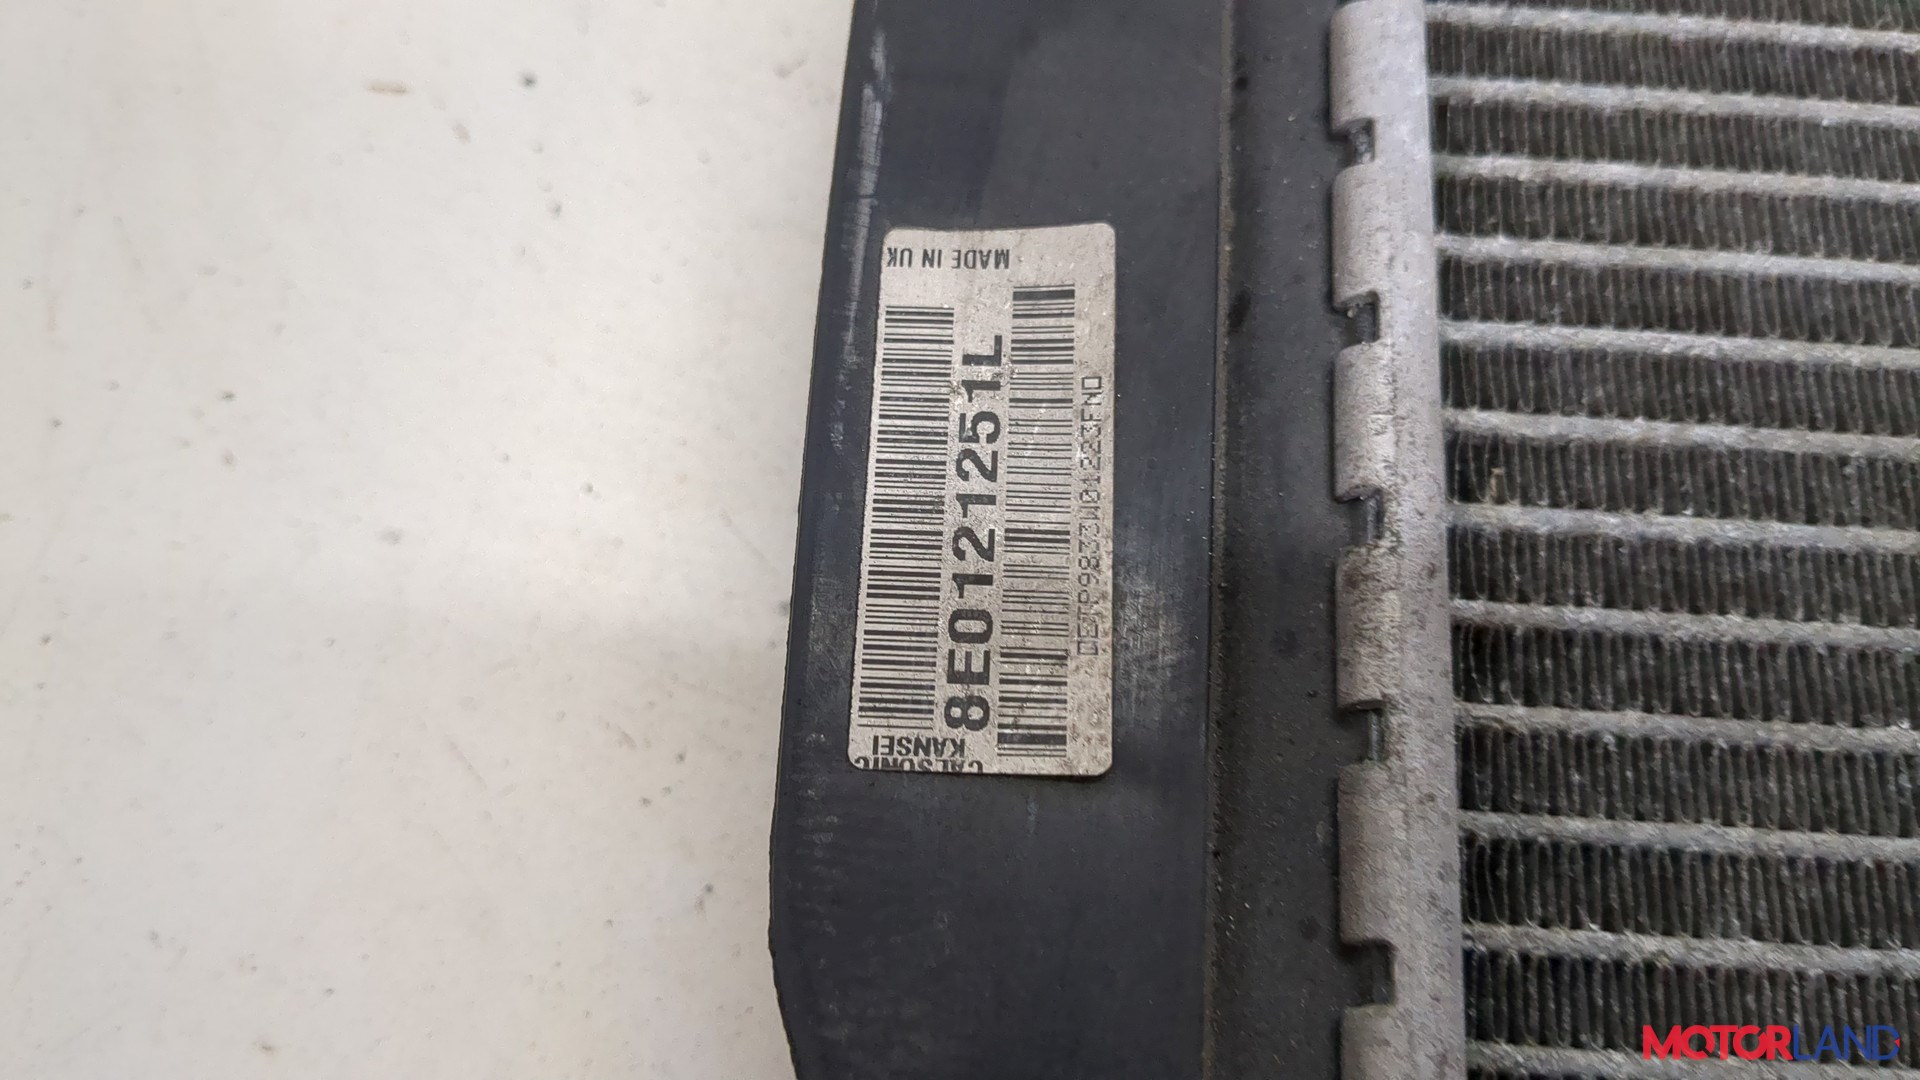 CALSONIC
KANSEI
8E0121251L
MADE IN UK
MOTORLAND